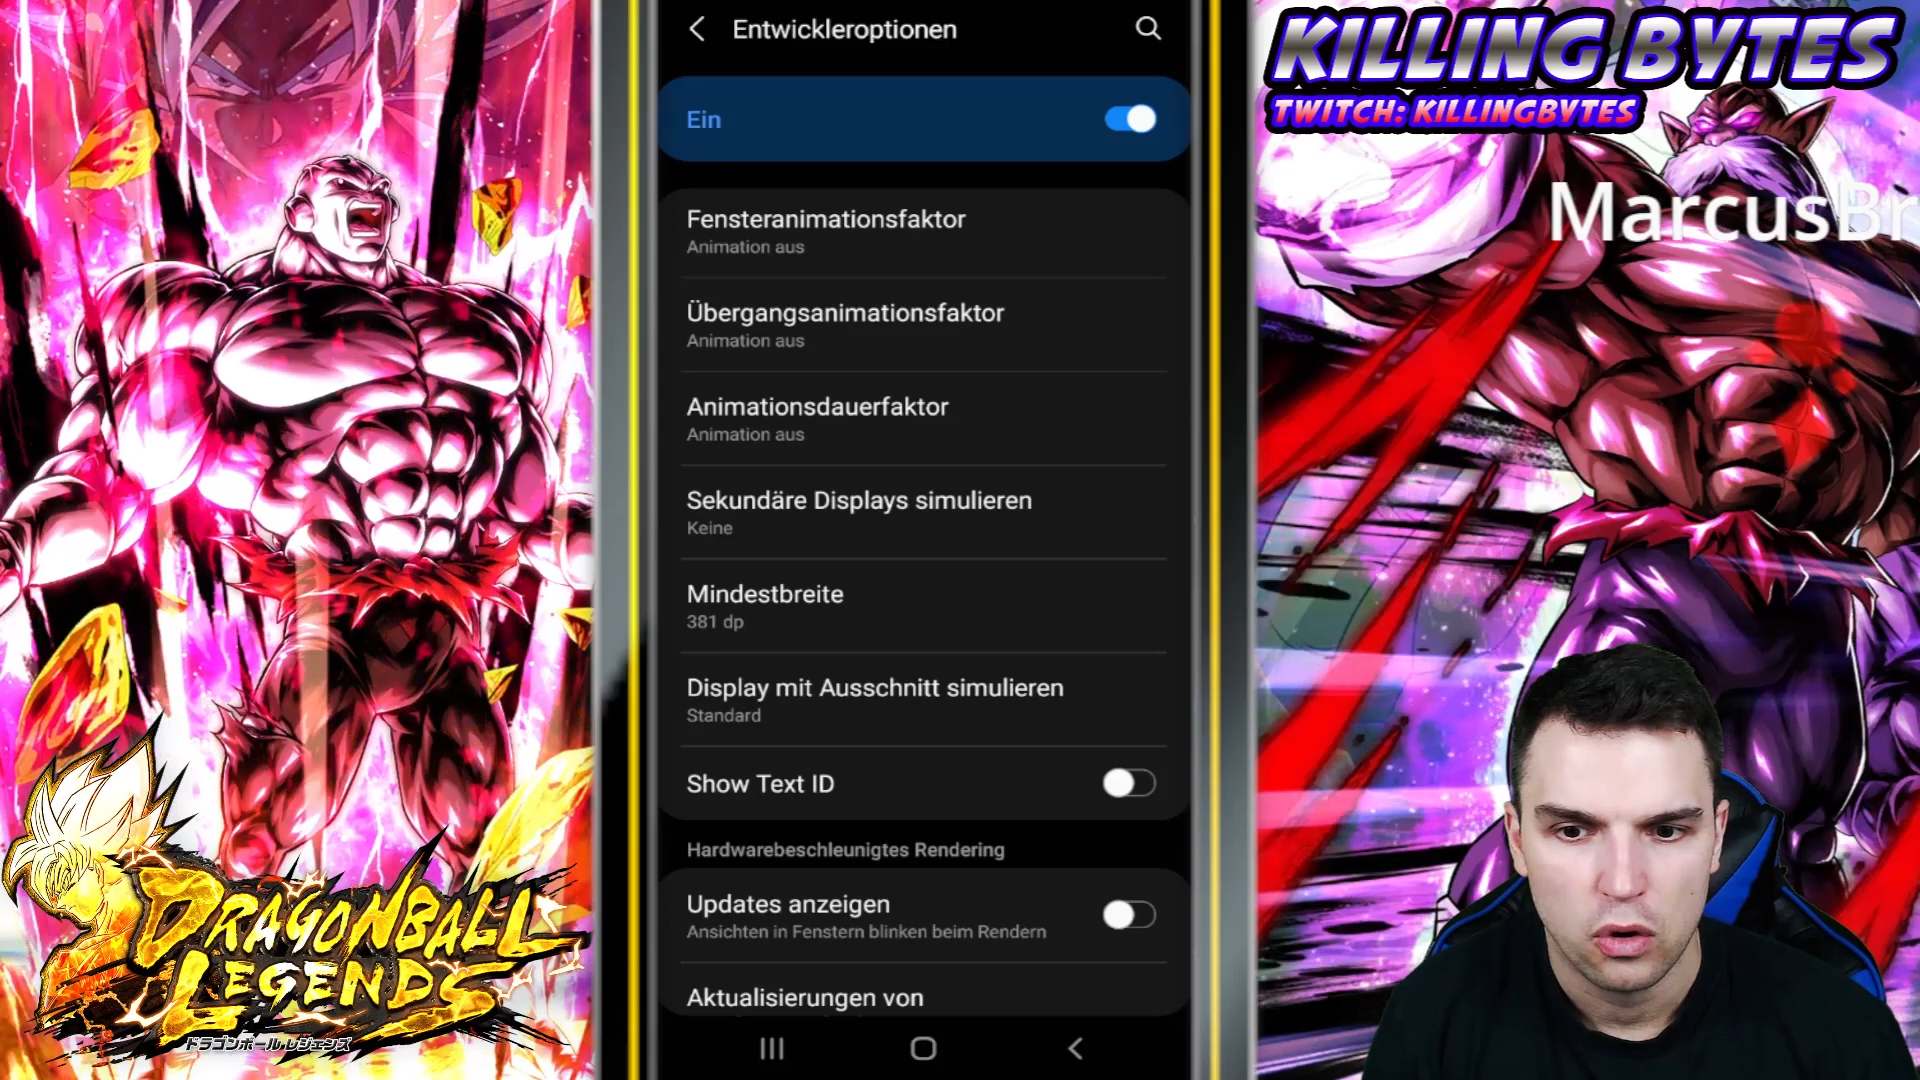 Entwickleroptionen
Ein
Fensteranimationsfaktor
Animation aus
Übergangsanimationsfaktor
Animation aus
Animationsdauerfaktor
Animation aus
Sekundäre Displays simulieren
Keine
Mindestbreite
381 dp
Display mit Ausschnitt simulieren
Standard
Show Text ID
Hardwarebeschleunigtes Rendering
Updates anzeigen
Ansichten in Fenstern blinken beim Rendern
Aktualisierungen von
KILLING BYTES
TWITCH: KILLINGBYTES
MarcusBr
DRAGONBALL
LEGENDS
ドラゴンボール レジェンズ